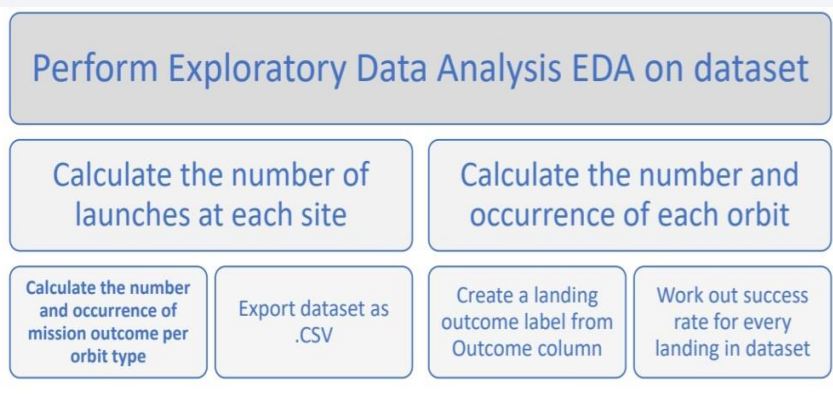 Perform Exploratory Data Analysis EDA on dataset
Calculate the number of
launches at each site
Calculate the number and
occurrence of each orbit
Calculate the number
and occurrence of
mission outcome per
orbit type
Export dataset as
.CSV
Create a landing
outcome label from
Outcome column
Work out success
rate for every
landing in dataset